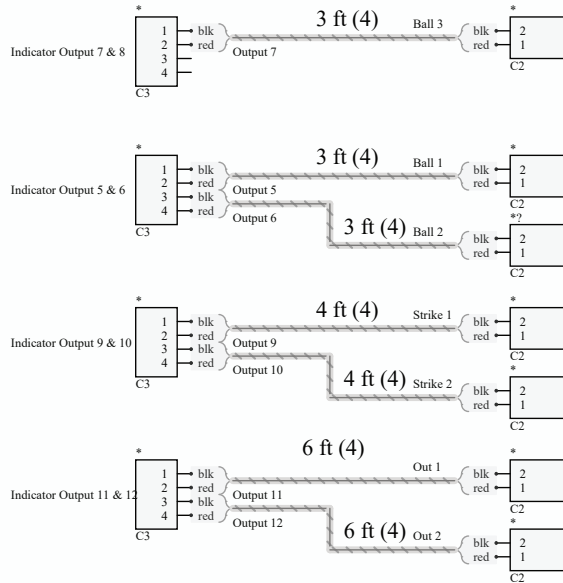 3 ft (4)
* Ball 3 *
1 blk blk 2
Indicator Output 7 & 8 2 red Output 7 red 1
3
4
C3 C2
3 ft (4)
* Ball 1 *
1 blk blk 2
2 red Output 5 red 1
Indicator Output 5 & 6 3 blk Output 6 C2
4 red
C3
3 ft (4)
Ball 2 *?
blk 2
red 1
C2
4 ft (4)
* Strike 1 *
1 blk blk 2
2 red Output 9 red 1
Indicator Output 9 & 10 3 blk Output 10 C2
4 red
C3
4 ft (4)
Strike 2 *
blk 2
red 1
C2
6 ft (4)
* Out 1 *
1 blk blk 2
2 red Output 11 red 1
Indicator Output 11 & 12 3 blk Output 12 C2
4 red
C3
6 ft (4)
Out 2 *
blk 2
red 1
C2